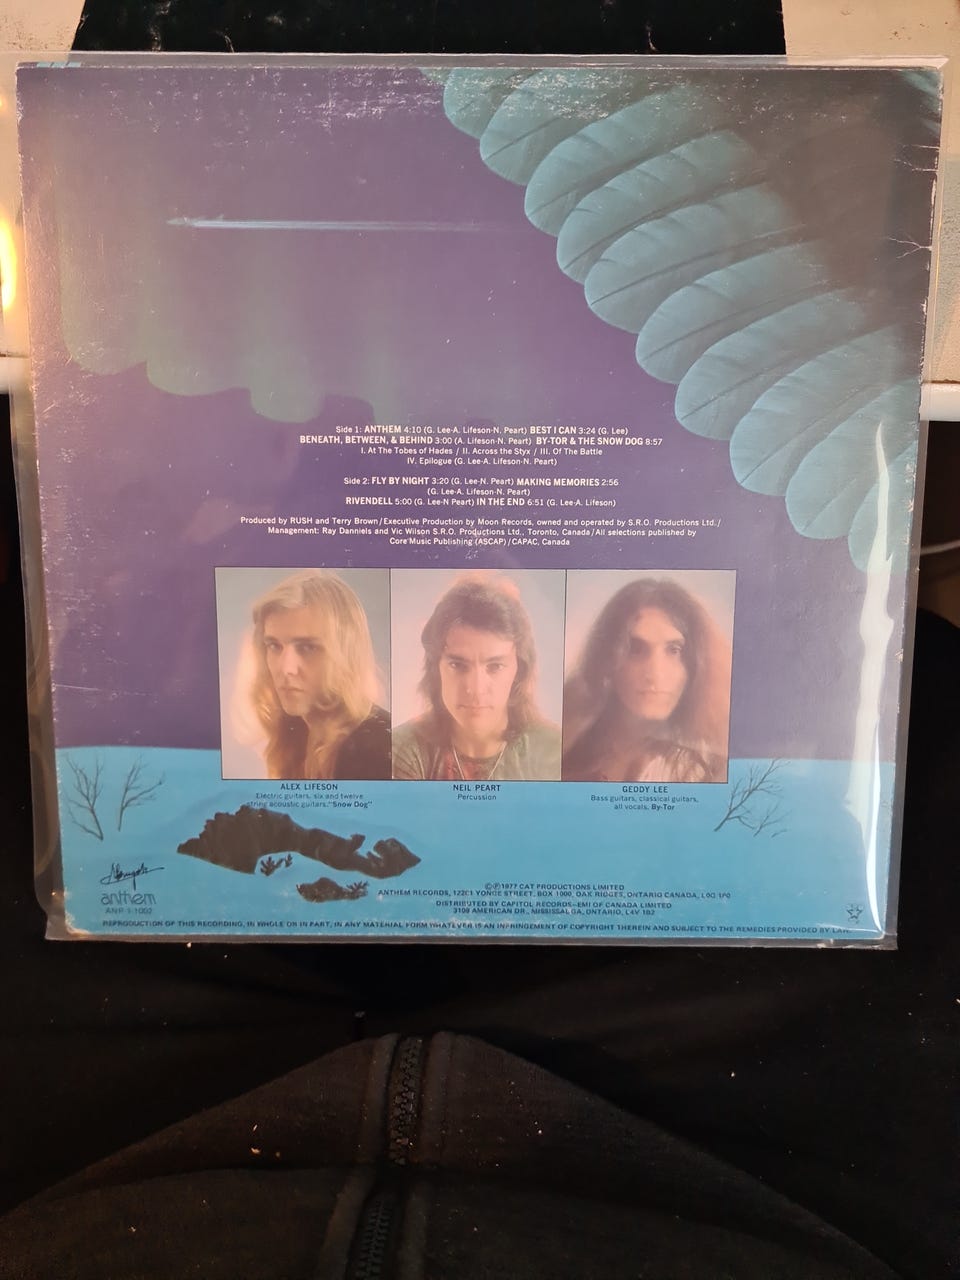 Side 1: ANTHEM 4:10 (G. Lee-A. Lifeson-N. Peart) BEST I CAN 3:24 (G. Lee)
BENEATH, BETWEEN, & BEHIND 3:00 (A. Lifeson-N. Peart) BY-TOR & THE SNOW DOG 8:57
I. At The Tobes of Hades / II. Across the Styx / III. Of The Battle
IV. Epilogue (G. Lee-A. Lifeson-N. Peart)
Side 2: FLY BY NIGHT 3:20 (G. Lee-N. Peart) MAKING MEMORIES 2:56
(G. Lee-A. Lifeson-N. Peart)
RIVENDELL 5:00 (G. Lee-N Peart) IN THE END 6:51 (G. Lee-A. Lifeson)
Produced by RUSH and Terry Brown/Executive Production by Moon Records, owned and operated by S.R.O. Productions Ltd./
Management: Ray Danniels and Vic Wilson S.R.O. Productions Ltd., Toronto, Canada/All selections published by
Core Music Publishing (ASCAP)/CAPAC, Canada
ALEX LIFESON
Electric guitars, six and twelve
string acoustic guitars, "Snow Dog"
NEIL PEART
Percussion
GEDDY LEE
Bass guitars, classical guitars,
all vocals, By-Tor
anthem
ANR-1-1002
©℗1977 CAT PRODUCTIONS LIMITED
ANTHEM RECORDS, 12261 YONGE STREET, BOX 1000, OAK RIDGES, ONTARIO CANADA, L0G 1P0
DISTRIBUTED BY CAPITOL RECORDS-EMI OF CANADA LIMITED
3109 AMERICAN DR., MISSISSAUGA, ONTARIO, L4V 1B2
REPRODUCTION OF THIS RECORDING, IN WHOLE OR IN PART, IN ANY MATERIAL FORM WHATEVER IS AN INFRINGEMENT OF COPYRIGHT THEREIN AND SUBJECT TO THE REMEDIES PROVIDED BY LAW.